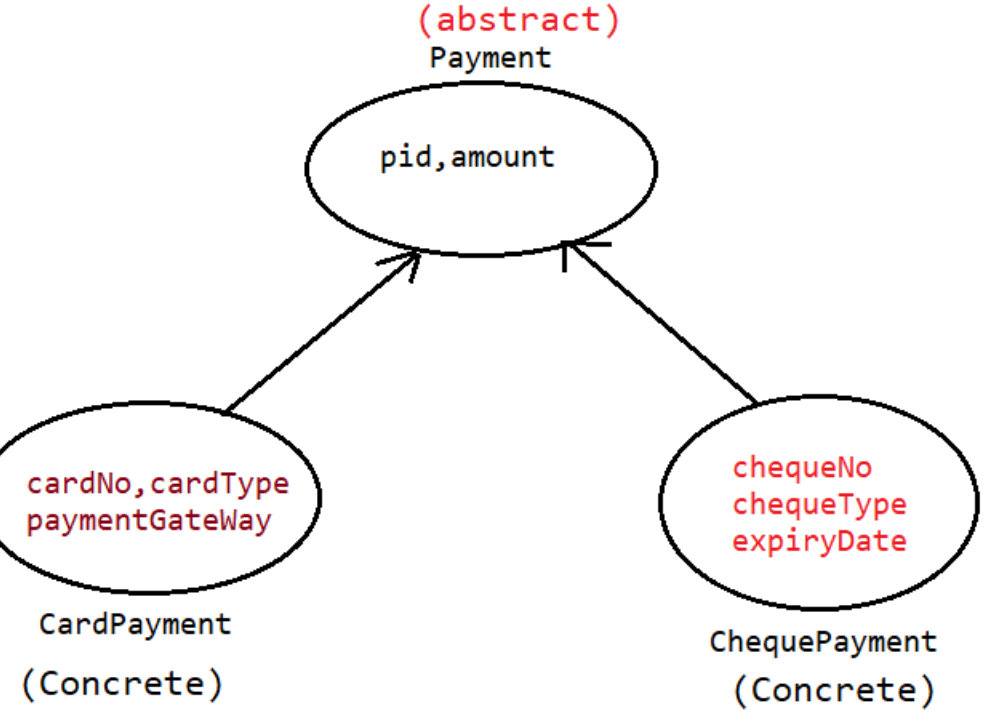 (abstract)
Payment
pid,amount
cardNo,cardType
paymentGateWay
CardPayment
(Concrete)
chequeNo
chequeType
expiryDate
ChequePayment
(Concrete)